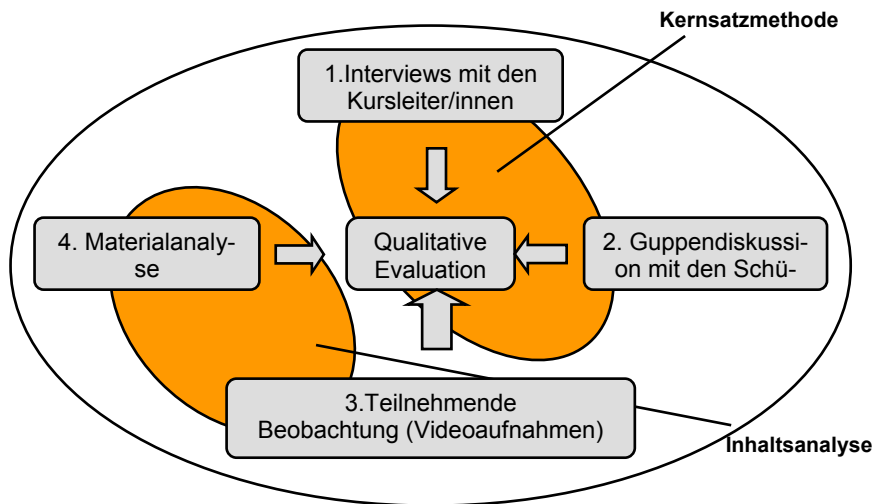 Kernsatzmethode
1.Interviews mit den
Kursleiter/innen
4. Materialanaly-
se
Qualitative
Evaluation
2. Guppendiskussi-
on mit den Schü-
3.Teilnehmende
Beobachtung (Videoaufnahmen)
Inhaltsanalyse